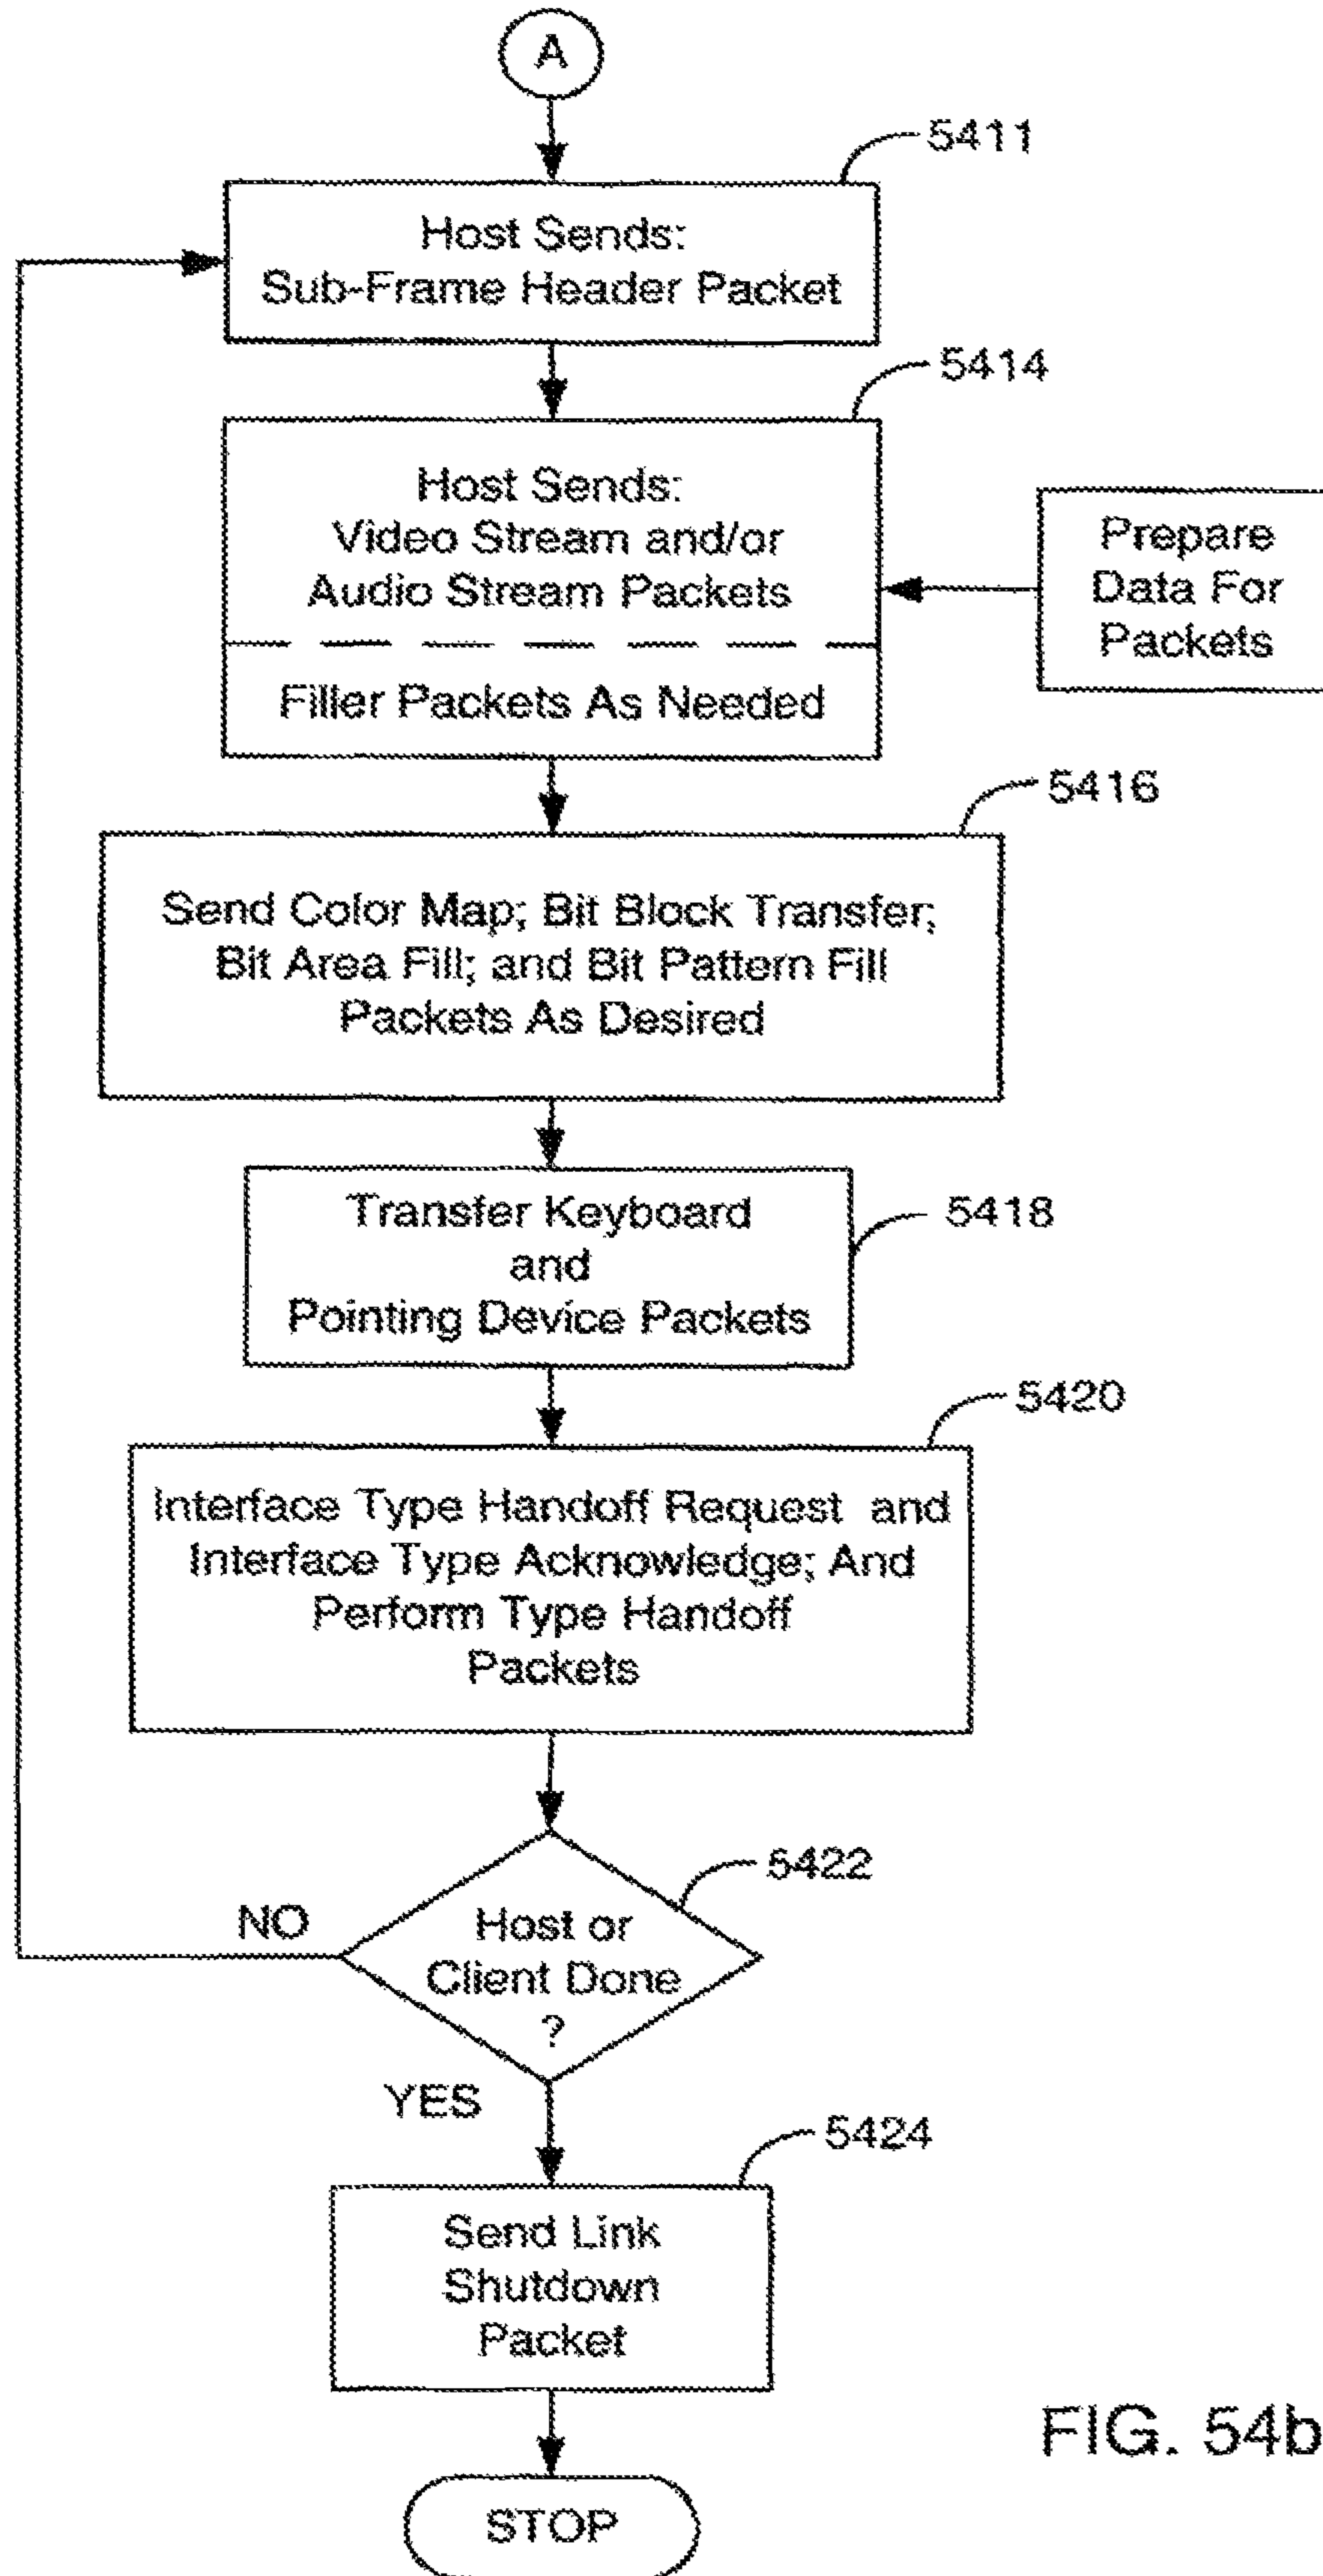 A
5411
Host Sends:
Sub-Frame Header Packet
5414
Host Sends:
Video Stream and/or
Audio Stream Packets
Filler Packets As Needed
Prepare
Data For
Packets
5416
Send Color Map; Bit Block Transfer;
Bit Area Fill; and Bit Pattern Fill
Packets As Desired
5418
Transfer Keyboard
and
Pointing Device Packets
5420
Interface Type Handoff Request and
Interface Type Acknowledge; And
Perform Type Handoff
Packets
5422
NO
Host or
Client Done
?
YES
5424
Send Link
Shutdown
Packet
FIG. 54b
STOP